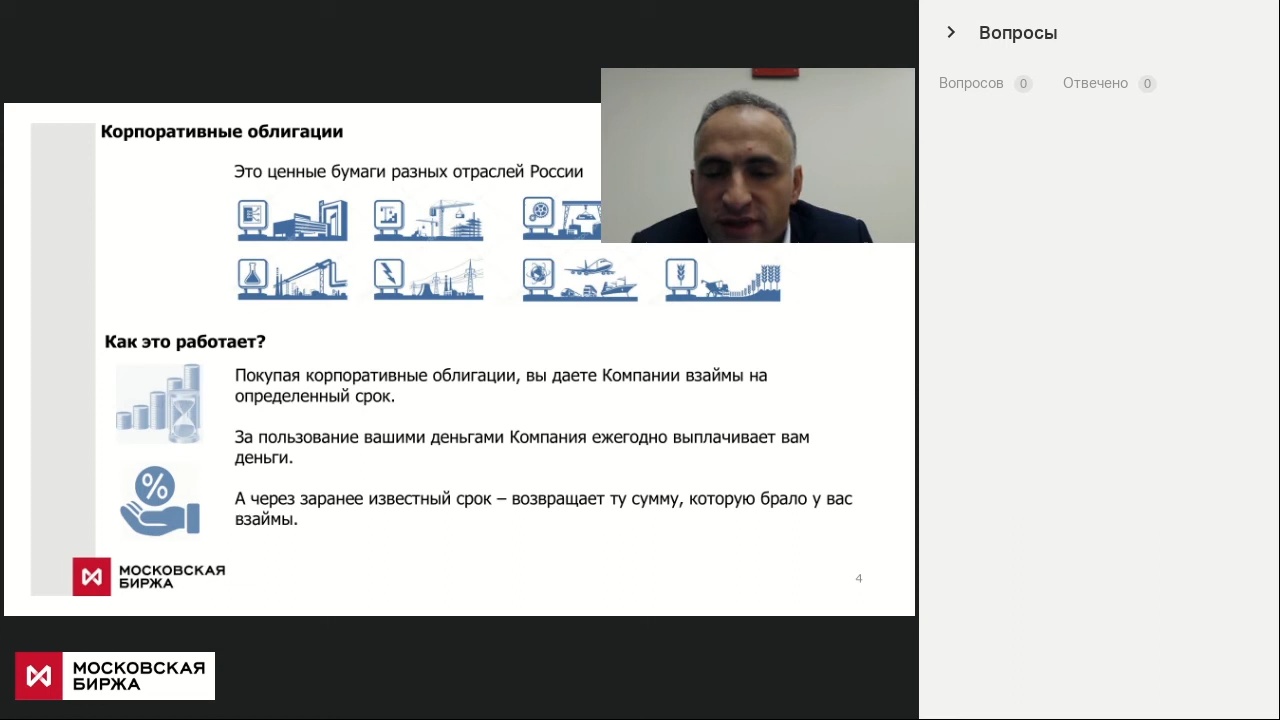 Вопросы
Вопросов 0 Отвечено 0
Корпоративные облигации
Это ценные бумаги разных отраслей России
Как это работает?
Покупая корпоративные облигации, вы даете Компании взаймы на
определенный срок.
За пользование вашими деньгами Компания ежегодно выплачивает вам
деньги.
А через заранее известный срок – возвращает ту сумму, которую брало у вас
взаймы.
%
МОСКОВСКАЯ
БИРЖА
4
МОСКОВСКАЯ
БИРЖА